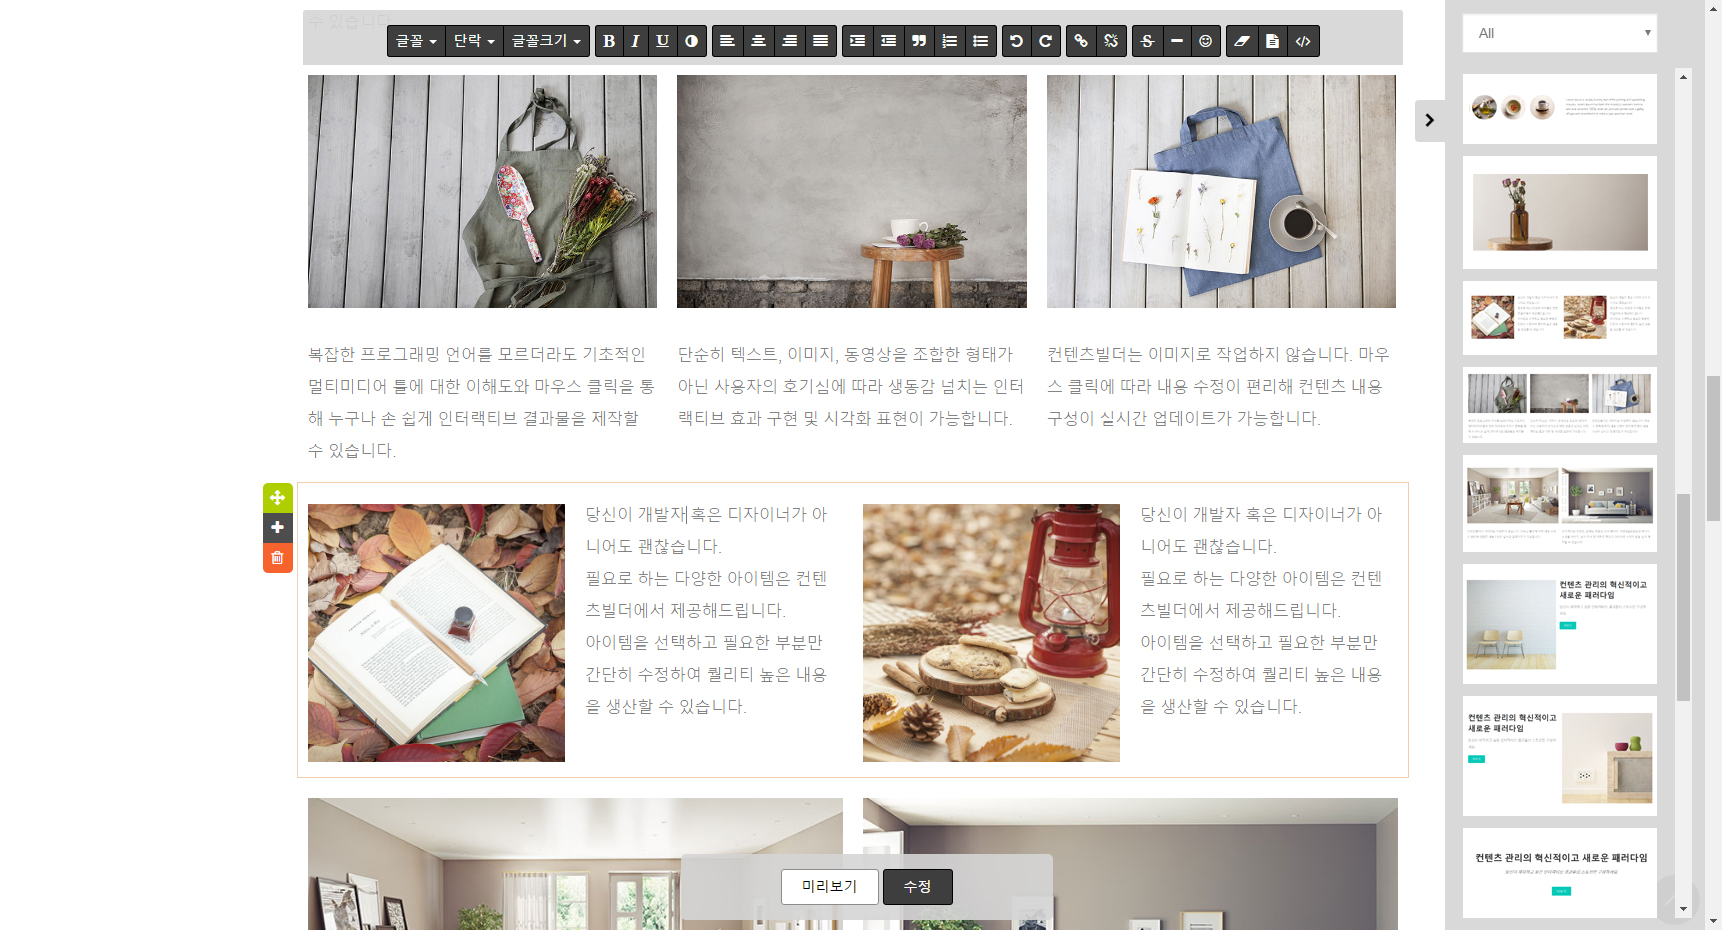 수 있습니다.
글꼴
단락
글꼴크기
B
I
U
S
All
복잡한 프로그래밍 언어를 모르더라도 기초적인
멀티미디어 툴에 대한 이해도와 마우스 클릭을 통
해 누구나 손 쉽게 인터랙티브 결과물을 제작할
수 있습니다.
단순히 텍스트, 이미지, 동영상을 조합한 형태가
아닌 사용자의 호기심에 따라 생동감 넘치는 인터
랙티브 효과 구현 및 시각화 표현이 가능합니다.
컨텐츠빌더는 이미지로 작업하지 않습니다. 마우
스 클릭에 따라 내용 수정이 편리해 컨텐츠 내용
구성이 실시간 업데이트가 가능합니다.
당신이 개발자 혹은 디자이너가 아
니어도 괜찮습니다.
필요로 하는 다양한 아이템은 컨텐
츠빌더에서 제공해드립니다.
아이템을 선택하고 필요한 부분만
간단히 수정하여 퀄리티 높은 내용
을 생산할 수 있습니다.
당신이 개발자 혹은 디자이너가 아
니어도 괜찮습니다.
필요로 하는 다양한 아이템은 컨텐
츠빌더에서 제공해드립니다.
아이템을 선택하고 필요한 부분만
간단히 수정하여 퀄리티 높은 내용
을 생산할 수 있습니다.
미리보기
수정
컨텐츠 관리의 혁신적이고
새로운 패러다임
컨텐츠 관리의 혁신적이고
새로운 패러다임
컨텐츠 관리의 혁신적이고 새로운 패러다임